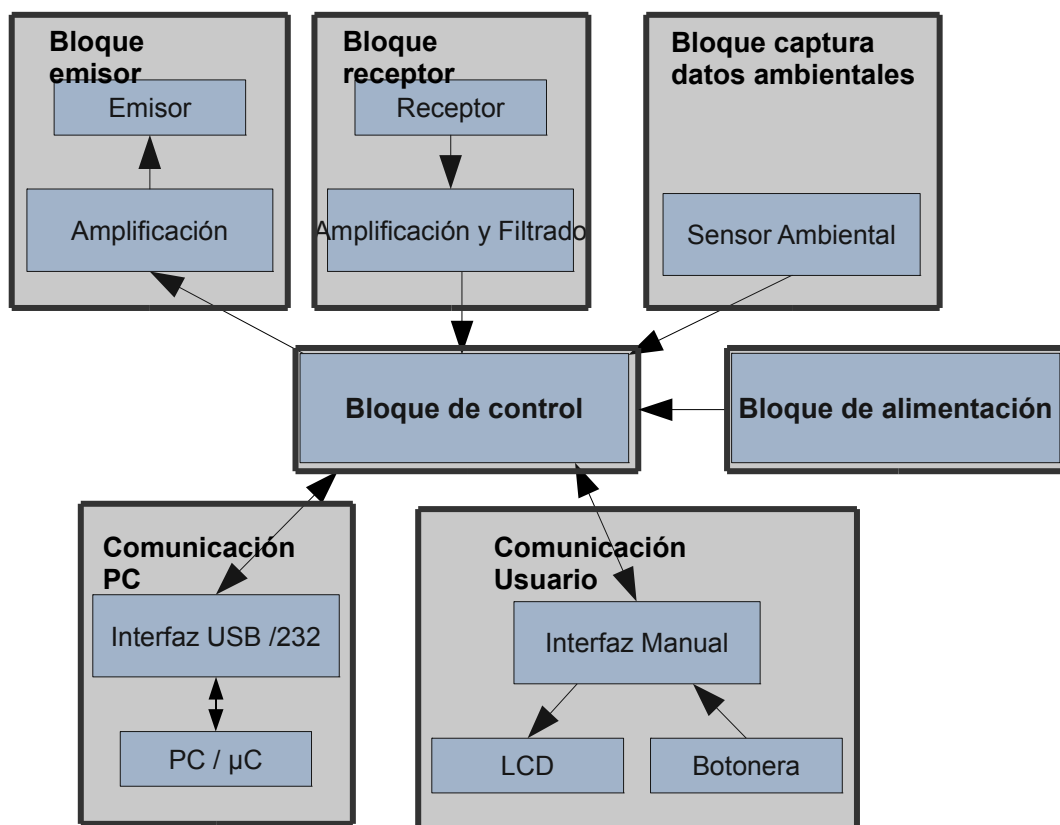 Bloque
emisor
Emisor
Amplificación
Bloque
receptor
Receptor
Amplificación y Filtrado
Bloque captura
datos ambientales
Sensor Ambiental
Bloque de control
Bloque de alimentación
Comunicación
PC
Interfaz USB /232
PC / µC
Comunicación
Usuario
Interfaz Manual
LCD
Botonera